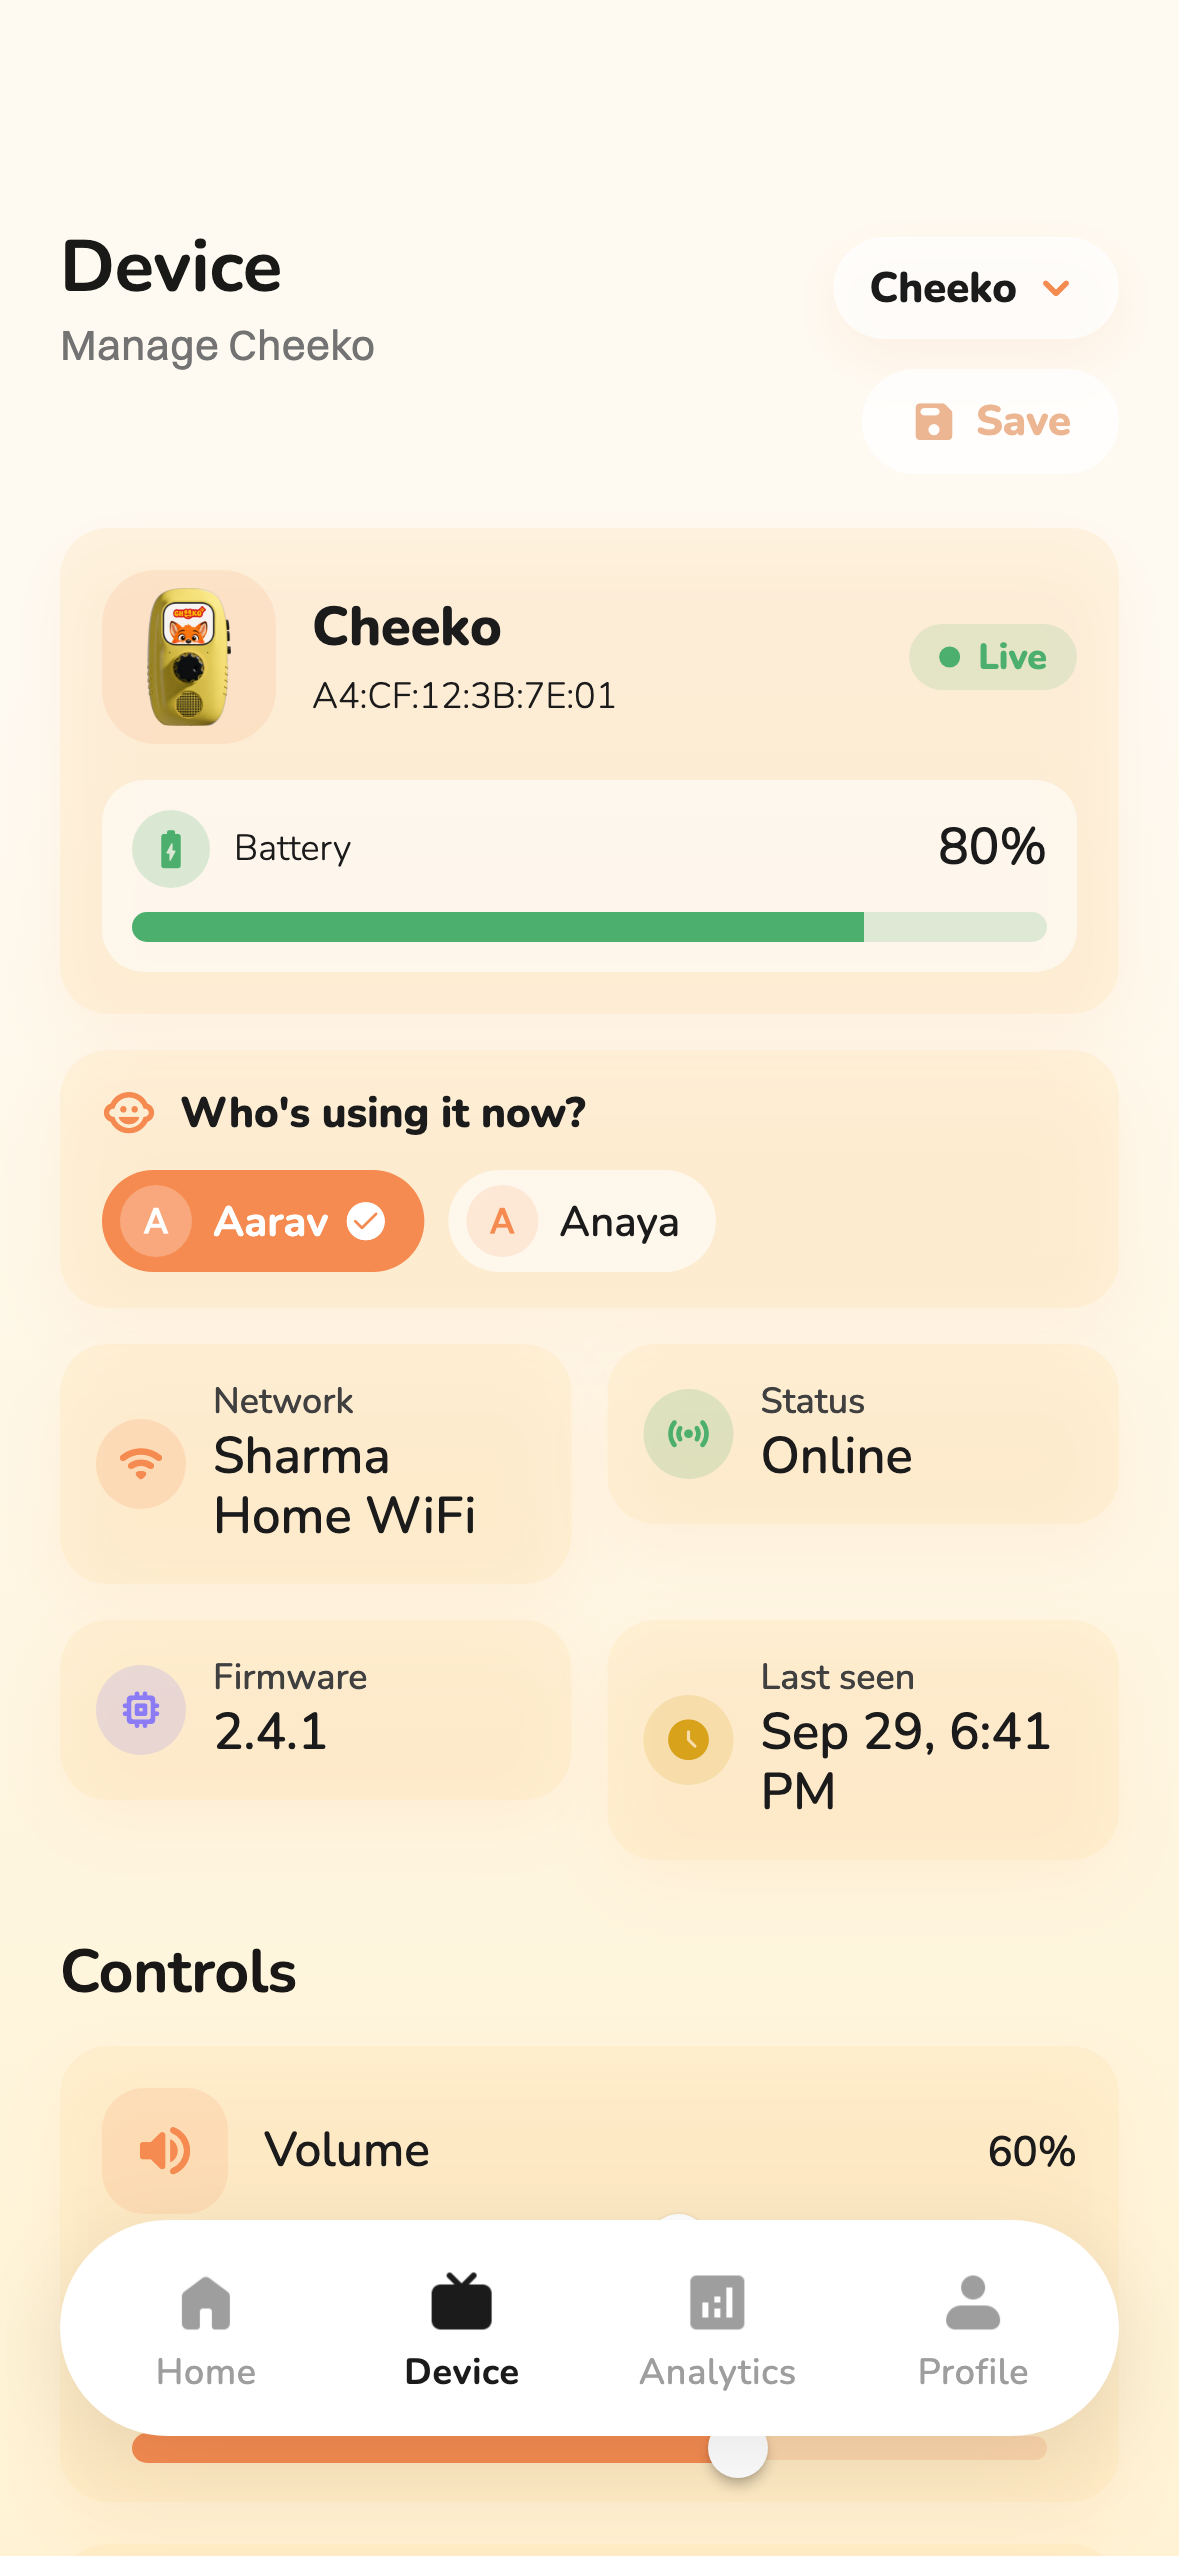 Device
Manage Cheeko
Cheeko
Save
CHEEKO
Cheeko
A4:CF:12:3B:7E:01
Live
Battery
80%
Who's using it now?
A Aarav
A Anaya
Network
Sharma
Home WiFi
Status
Online
Firmware
2.4.1
Last seen
Sep 29, 6:41
PM
Controls
Volume
60%
Home
Device
Analytics
Profile